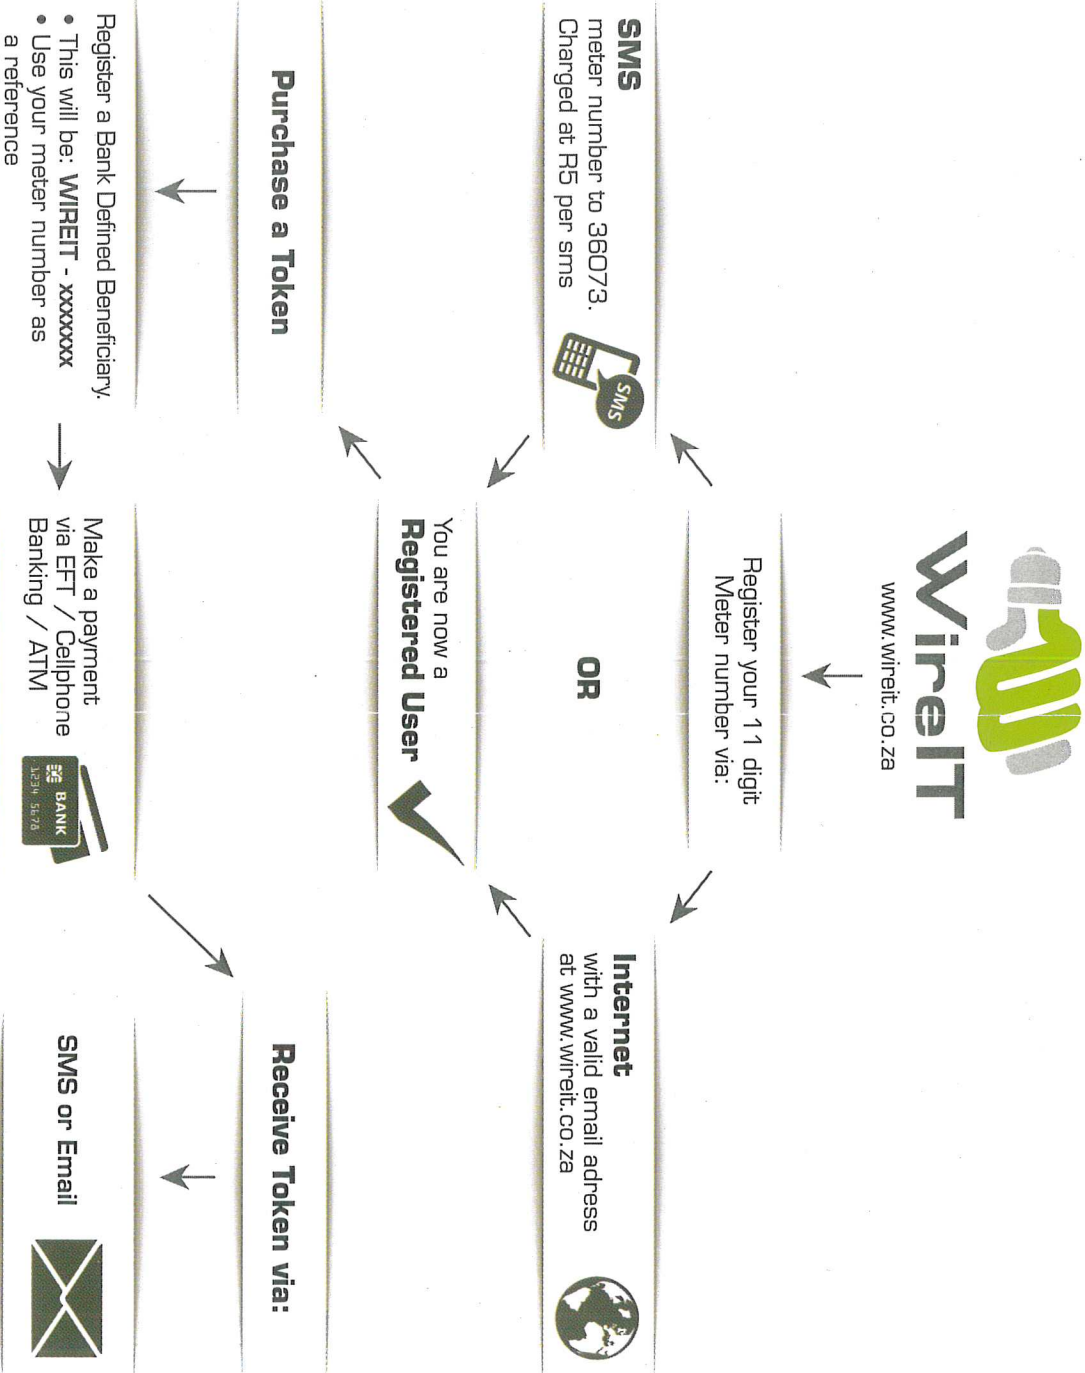 WireIT
www.wireit.co.za
Register your 11 digit
Meter number via:
SMS
meter number to 36073.
Charged at R5 per sms
SMS
OR
Internet
with a valid email adress
at www.wireit.co.za
You are now a
Registered User
Purchase a Token
Register a Bank Defined Beneficiary.
• This will be: WIREIT - xxxxxxx
• Use your meter number as
a reference
Make a payment
via EFT / Cellphone
Banking / ATM
BANK
1234 5678
Receive Token via:
SMS or Email